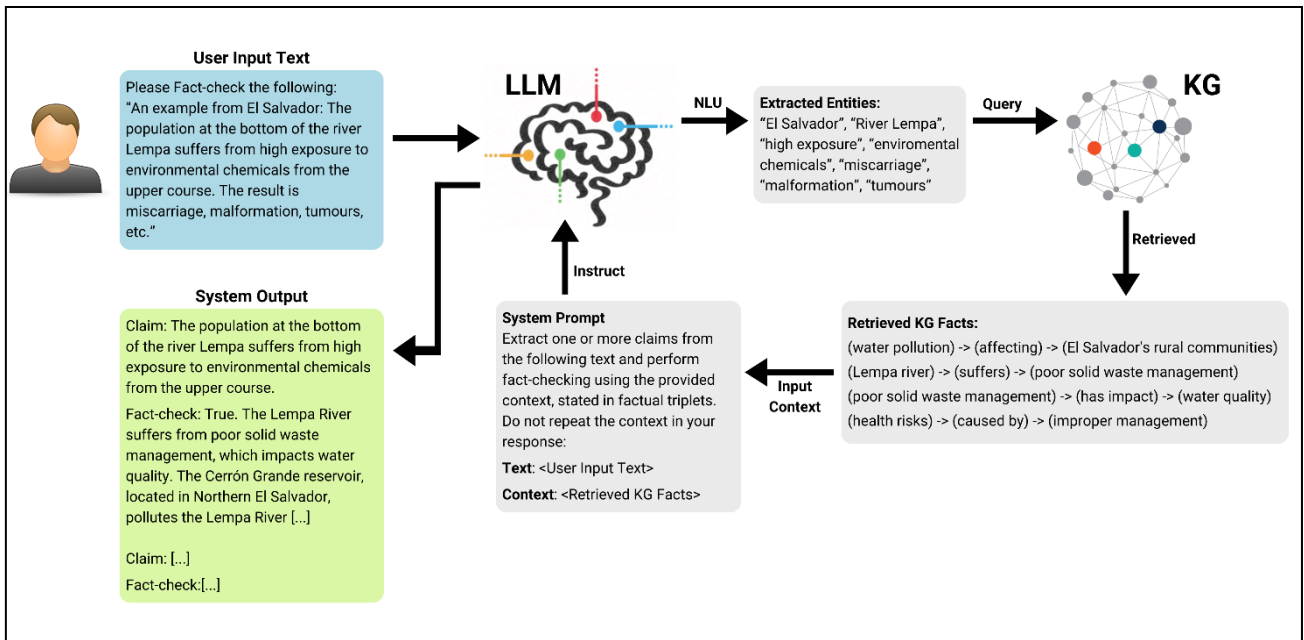 User Input Text
Please Fact-check the following:
“An example from El Salvador: The
population at the bottom of the river
Lempa suffers from high exposure to
environmental chemicals from the
upper course. The result is
miscarriage, malformation, tumours,
etc.”
LLM
NLU
Extracted Entities:
“El Salvador”, “River Lempa”,
“high exposure”, “enviromental
chemicals”, “miscarriage”,
“malformation”, “tumours”
Query
KG
Retrieved
Retrieved KG Facts:
(water pollution) -> (affecting) -> (El Salvador's rural communities)
(Lempa river) -> (suffers) -> (poor solid waste management)
(poor solid waste management) -> (has impact) -> (water quality)
(health risks) -> (caused by) -> (improper management)
Input
Context
Instruct
System Prompt
Extract one or more claims from
the following text and perform
fact-checking using the provided
context, stated in factual triplets.
Do not repeat the context in your
response:
Text: <User Input Text>
Context: <Retrieved KG Facts>
System Output
Claim: The population at the bottom
of the river Lempa suffers from high
exposure to environmental chemicals
from the upper course.
Fact-check: True. The Lempa River
suffers from poor solid waste
management, which impacts water
quality. The Cerrón Grande reservoir,
located in Northern El Salvador,
pollutes the Lempa River [...]
Claim: [...]
Fact-check:[...]